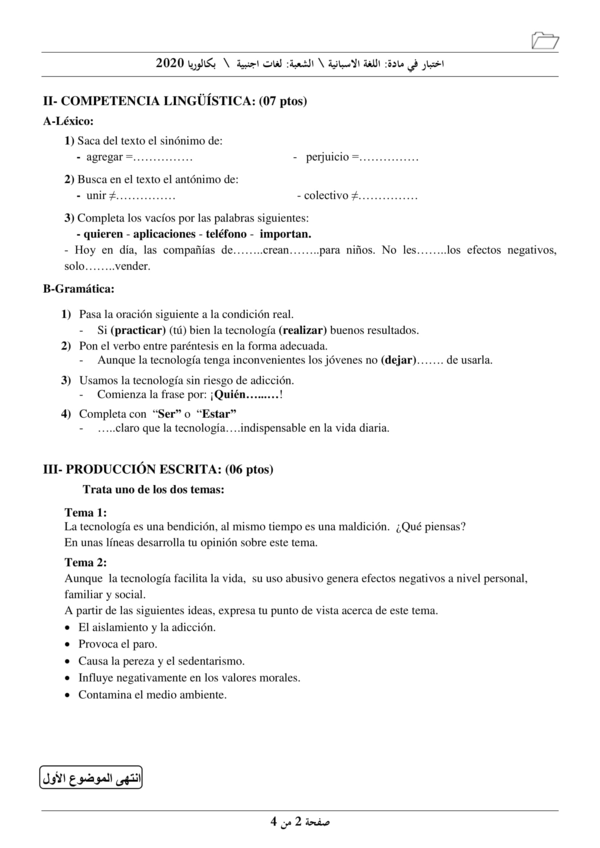 اختبار في مادة: اللغة الاسبانية \ الشعبة: لغات اجنبية \ بكالوريا 2020
II- COMPETENCIA LINGÜÍSTICA: (07 ptos)
A-Léxico:
1) Saca del texto el sinónimo de:
- agregar =…………… - perjuicio =……………
2) Busca en el texto el antónimo de:
- unir ≠…………… - colectivo ≠……………
3) Completa los vacíos por las palabras siguientes:
- quieren - aplicaciones - teléfono - importan.
- Hoy en día, las compañías de……..crean……..para niños. No les……..los efectos negativos,
solo……..vender.
B-Gramática:
1) Pasa la oración siguiente a la condición real.
- Si (practicar) (tú) bien la tecnología (realizar) buenos resultados.
2) Pon el verbo entre paréntesis en la forma adecuada.
- Aunque la tecnología tenga inconvenientes los jóvenes no (dejar)……. de usarla.
3) Usamos la tecnología sin riesgo de adicción.
- Comienza la frase por: ¡Quién…...…!
4) Completa con “Ser” o “Estar”
- …..claro que la tecnología….indispensable en la vida diaria.
III- PRODUCCIÓN ESCRITA: (06 ptos)
Trata uno de los dos temas:
Tema 1:
La tecnología es una bendición, al mismo tiempo es una maldición. ¿Qué piensas?
En unas líneas desarrolla tu opinión sobre este tema.
Tema 2:
Aunque la tecnología facilita la vida, su uso abusivo genera efectos negativos a nivel personal,
familiar y social.
A partir de las siguientes ideas, expresa tu punto de vista acerca de este tema.
• El aislamiento y la adicción.
• Provoca el paro.
• Causa la pereza y el sedentarismo.
• Influye negativamente en los valores morales.
• Contamina el medio ambiente.
انتهى الموضوع الأول
صفحة 2 من 4